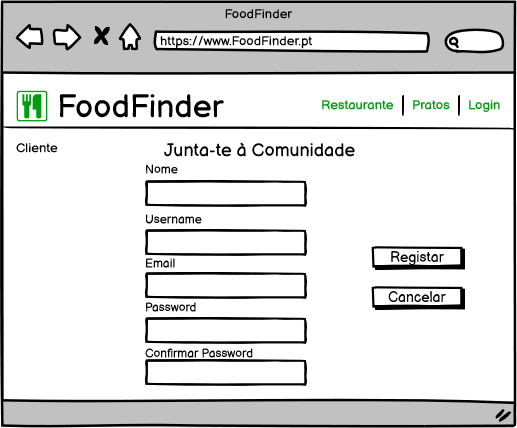 FoodFinder
https://www.FoodFinder.pt
FoodFinder
Restaurante
Pratos
Login
Cliente
Junta-te à Comunidade
Nome
Username
Email
Password
Confirmar Password
Registar
Cancelar